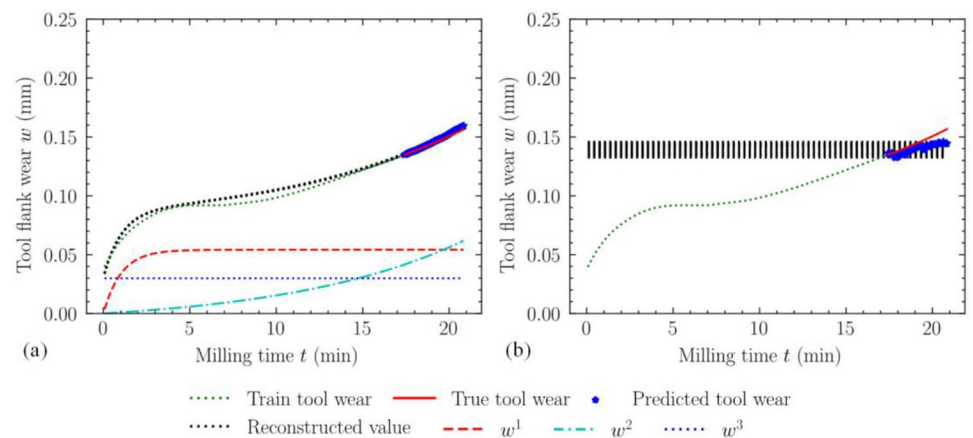 0.25
0.20
0.15
0.10
0.05
0.00
Tool flank wear w (mm)
0 5 10 15 20
Milling time t (min)
(a)
0.25
0.20
0.15
0.10
0.05
0.00
Tool flank wear w (mm)
0 5 10 15 20
Milling time t (min)
(b)
Train tool wear True tool wear Predicted tool wear
Reconstructed value w¹ w² w³